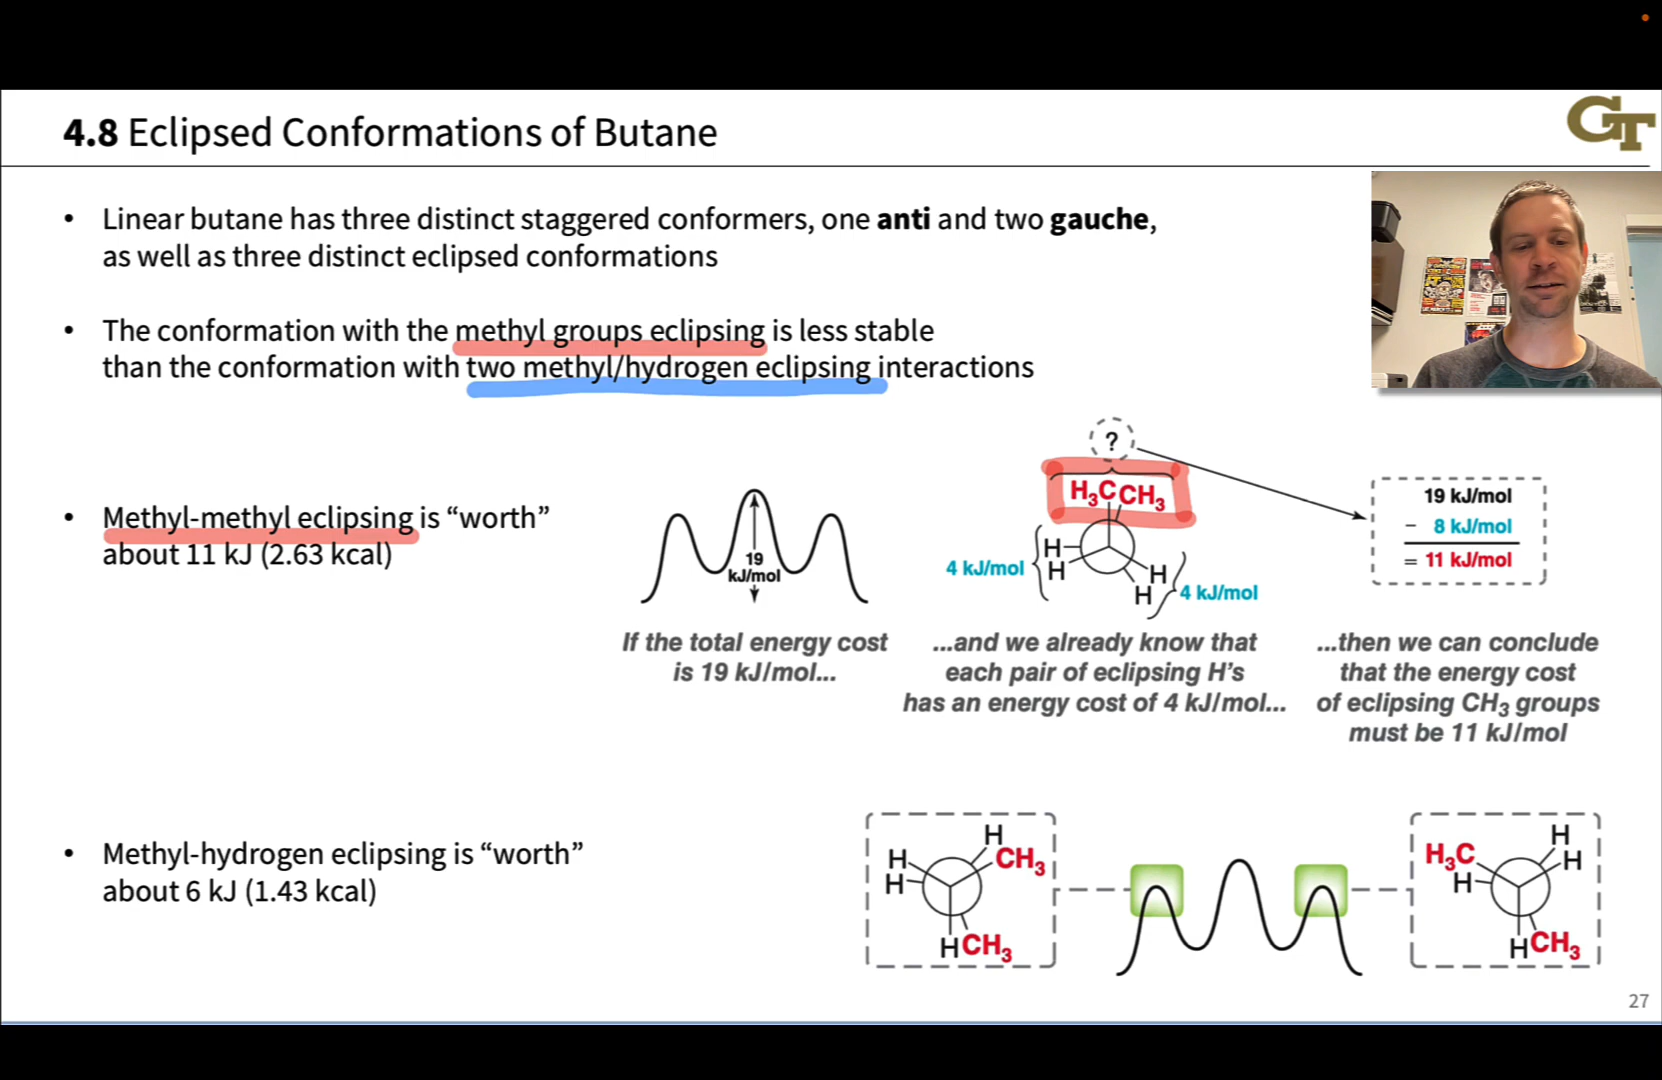 4.8 Eclipsed Conformations of Butane
GT
• Linear butane has three distinct staggered conformers, one anti and two gauche,
as well as three distinct eclipsed conformations
• The conformation with the methyl groups eclipsing is less stable
than the conformation with two methyl/hydrogen eclipsing interactions
• Methyl-methyl eclipsing is “worth”
about 11 kJ (2.63 kcal)
19
kJ/mol
If the total energy cost
is 19 kJ/mol...
?
H₃C CH₃
H
H
4 kJ/mol
H
H
4 kJ/mol
...and we already know that
each pair of eclipsing H’s
has an energy cost of 4 kJ/mol...
19 kJ/mol
– 8 kJ/mol
= 11 kJ/mol
...then we can conclude
that the energy cost
of eclipsing CH₃ groups
must be 11 kJ/mol
• Methyl-hydrogen eclipsing is “worth”
about 6 kJ (1.43 kcal)
H
H
CH₃
H
H CH₃
H
H₃C
H
H
H CH₃
27